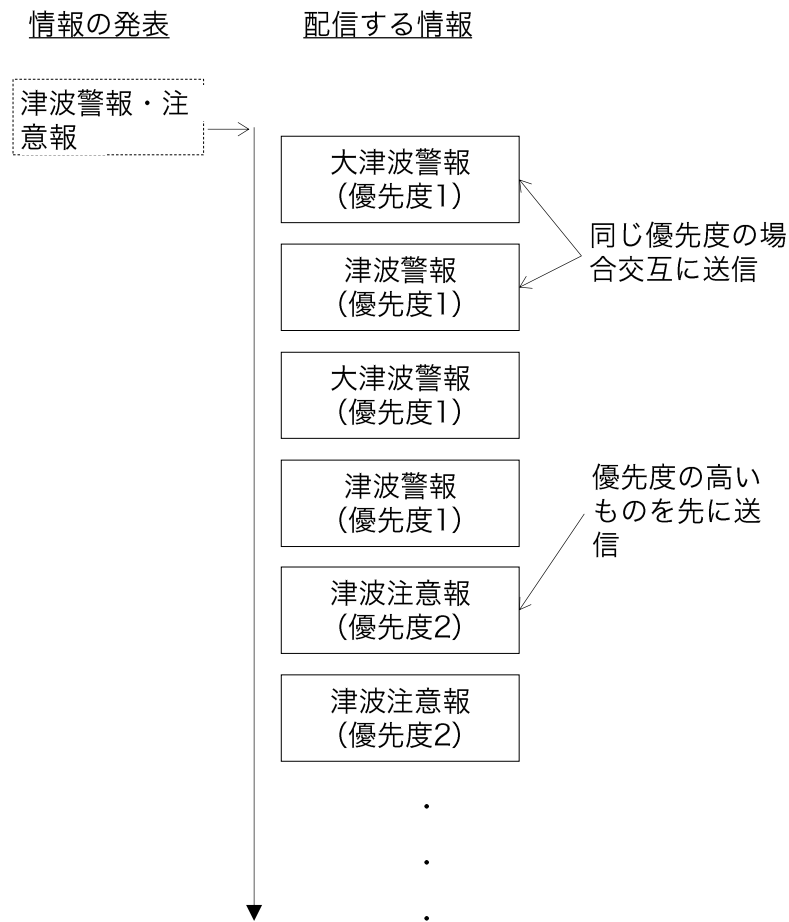 情報の発表
配信する情報
津波警報・注
意報
大津波警報
（優先度1）
津波警報
（優先度1）
同じ優先度の場
合交互に送信
大津波警報
（優先度1）
津波警報
（優先度1）
優先度の高い
ものを先に送
信
津波注意報
（優先度2）
津波注意報
（優先度2）
・
・
・